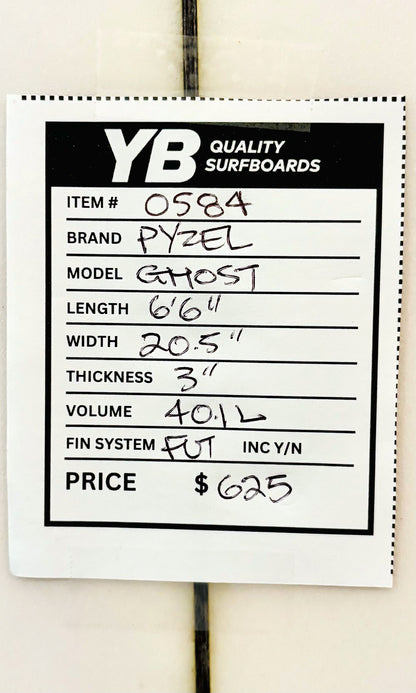 YB QUALITY SURFBOARDS
ITEM # 0584
BRAND PYZEL
MODEL GHOST
LENGTH 6'6"
WIDTH 20.5"
THICKNESS 3"
VOLUME 40.1L
FIN SYSTEM FUT INC Y/N
PRICE $ 625